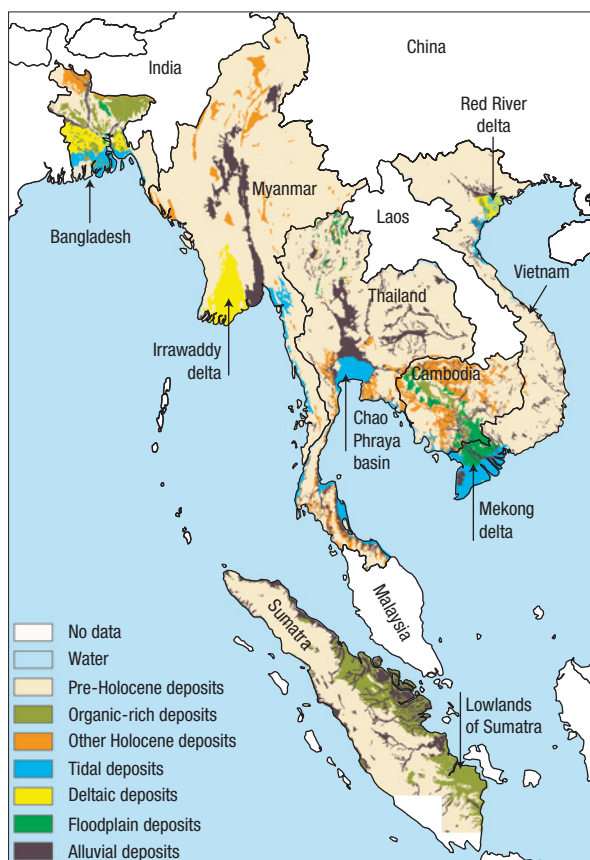 China
India
Red River
delta
Myanmar
Laos
Bangladesh
Vietnam
Thailand
Irrawaddy
delta
Cambodia
Chao
Phraya
basin
Mekong
delta
Malaysia
Sumatra
Lowlands
of Sumatra
No data
Water
Pre-Holocene deposits
Organic-rich deposits
Other Holocene deposits
Tidal deposits
Deltaic deposits
Floodplain deposits
Alluvial deposits